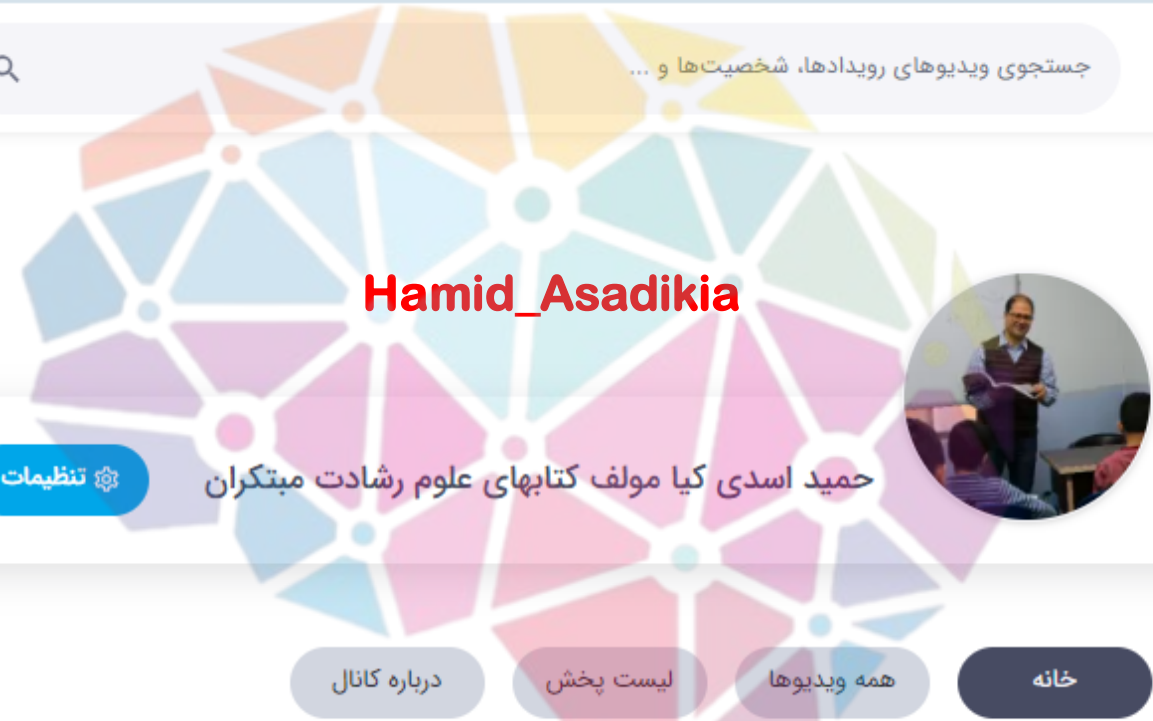 جستجوی ویدیوهای رویدادها، شخصیت‌ها و ...
Hamid_Asadikia
حمید اسدی کیا مولف کتابهای علوم رشادت مبتکران
تنظیمات
خانه
همه ویدیوها
لیست پخش
درباره کانال